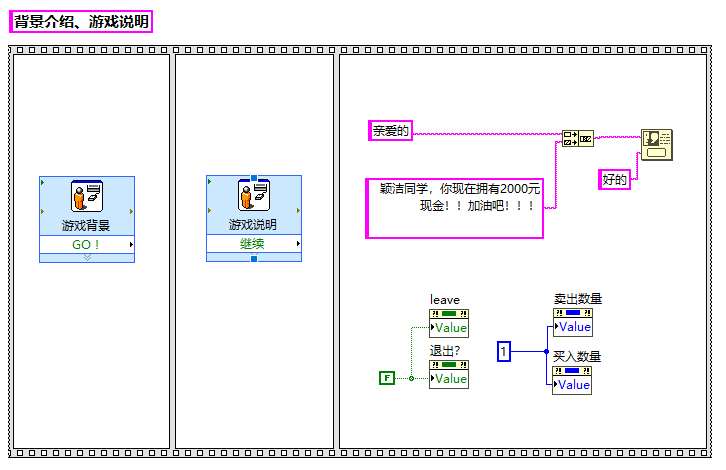 背景介绍、游戏说明
游戏背景
GO !
游戏说明
继续
亲爱的
颖洁同学，你现在拥有2000元
现金！！加油吧！！！
好的
leave
?! ?!
Value
退出?
?! ?!
Value
F
卖出数量
?! ?!
Value
1
买入数量
?! ?!
Value